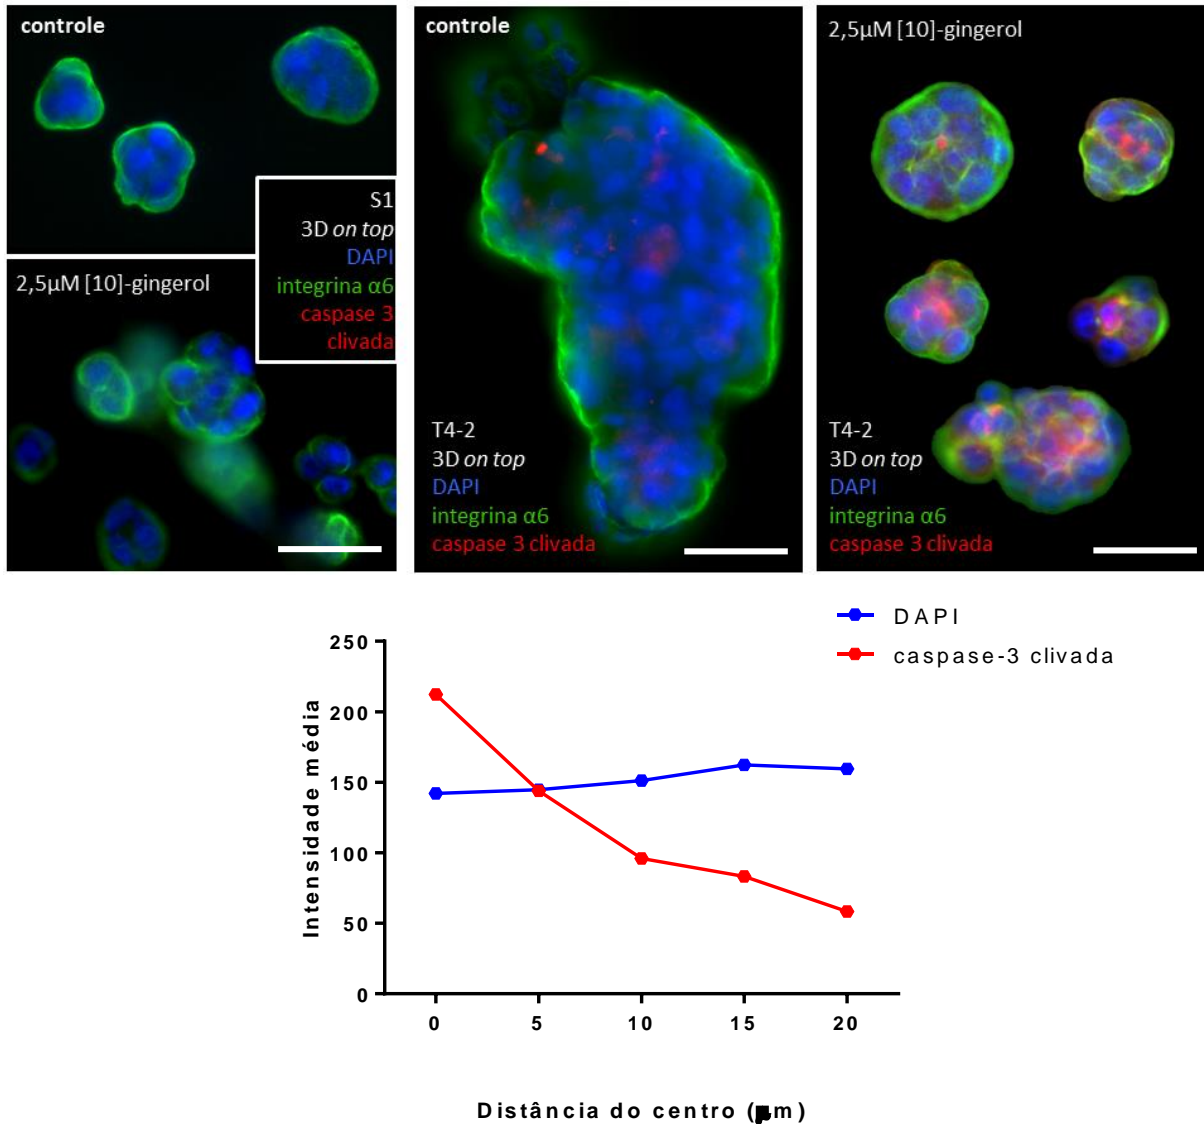 controle
S1
3D on top
DAPI
integrina α6
caspase 3
clivada
2,5µM [10]-gingerol
controle
T4-2
3D on top
DAPI
integrina α6
caspase 3 clivada
2,5µM [10]-gingerol
T4-2
3D on top
DAPI
integrina α6
caspase 3 clivada
DAPI
caspase-3 clivada
Intensidade média
250
200
150
100
50
0
0 5 10 15 20
Distância do centro (µm)